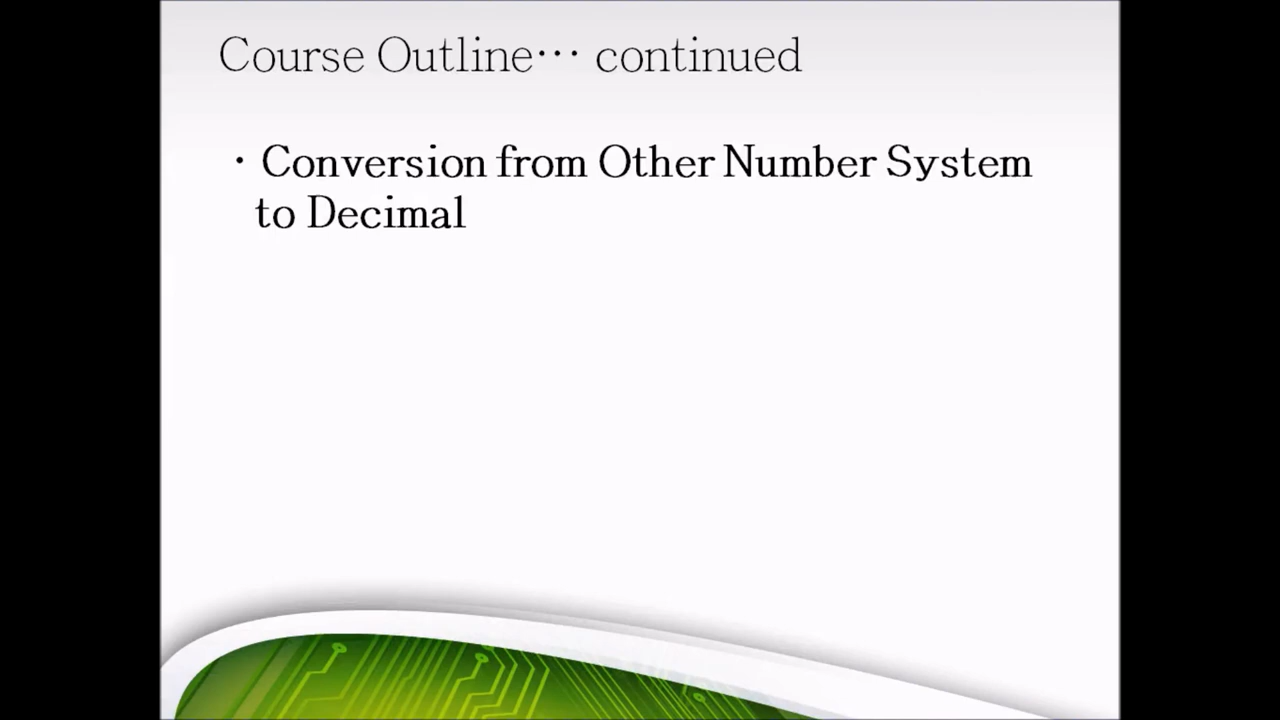 Course Outline… continued
• Conversion from Other Number System
to Decimal